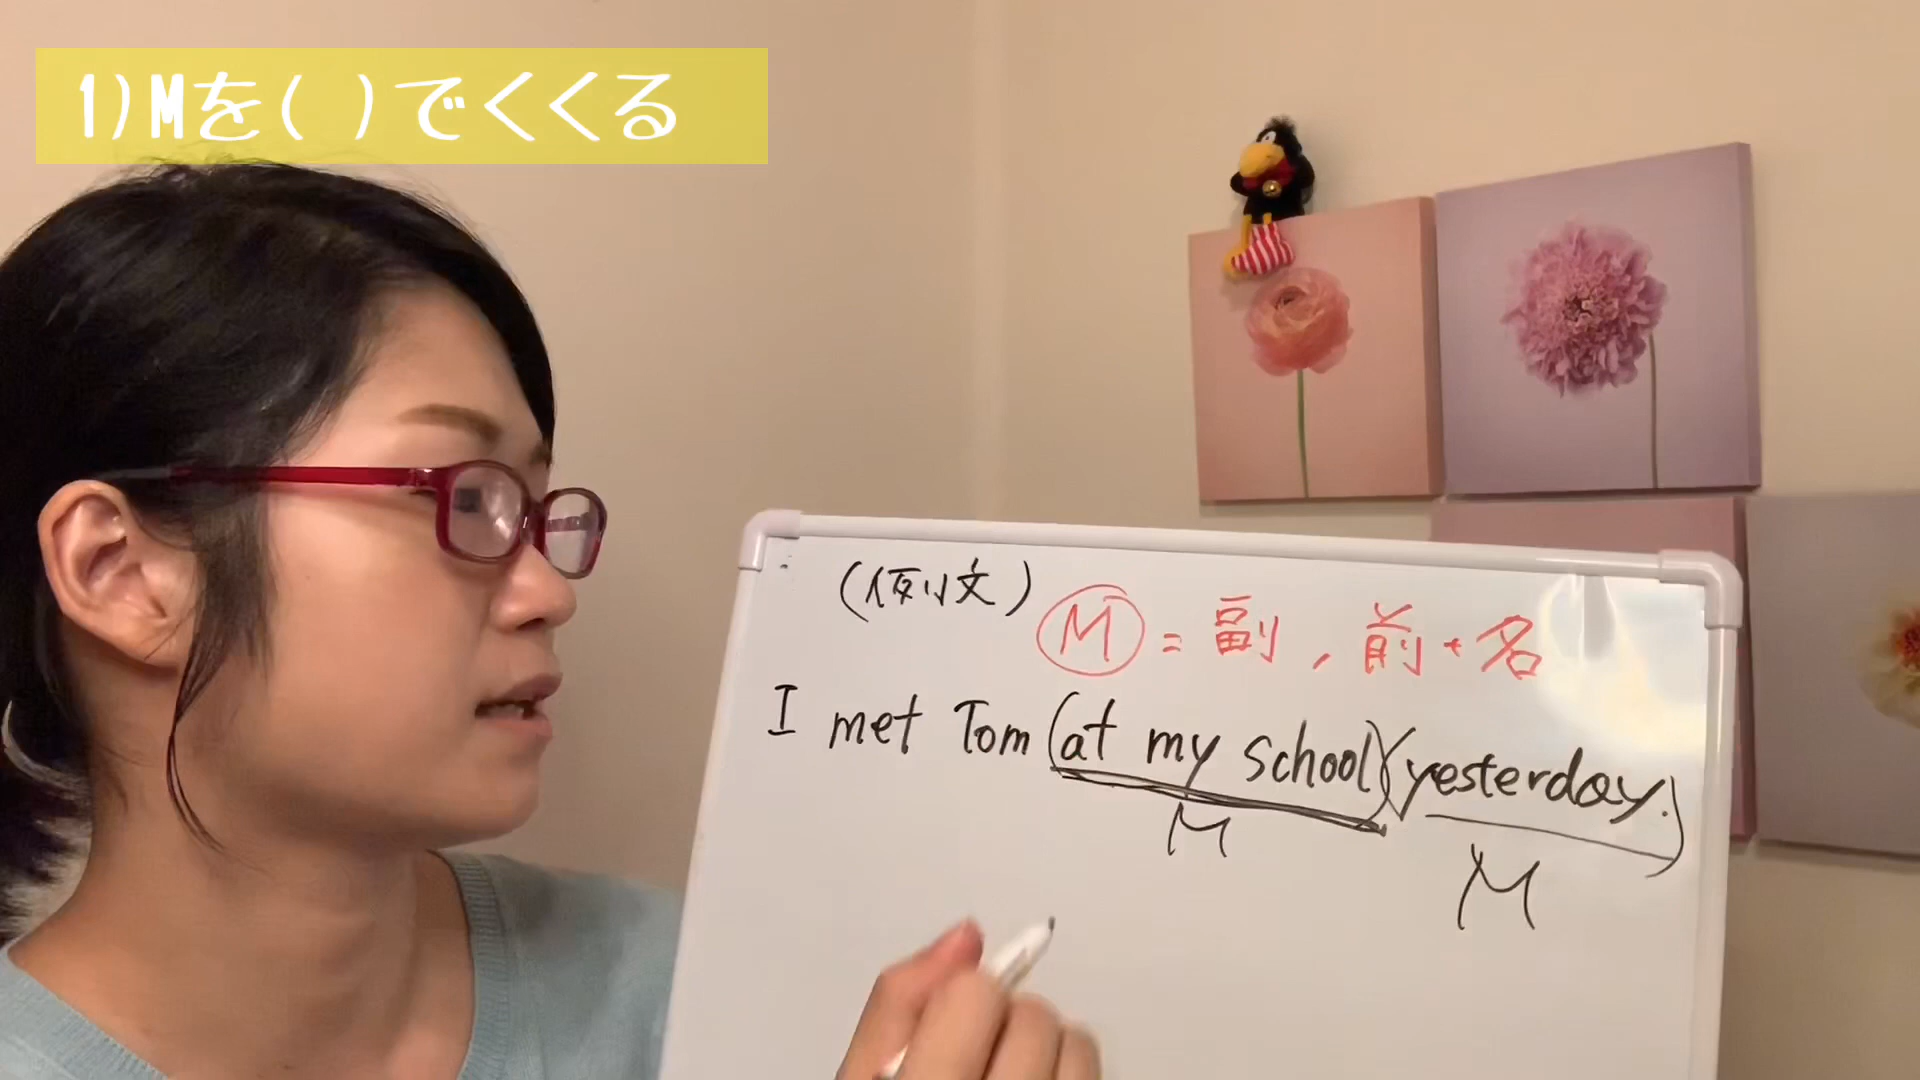 1)Mを( )でくくる
(例文)
M = 副, 前+名
I met Tom (at my school)(yesterday.)
M M